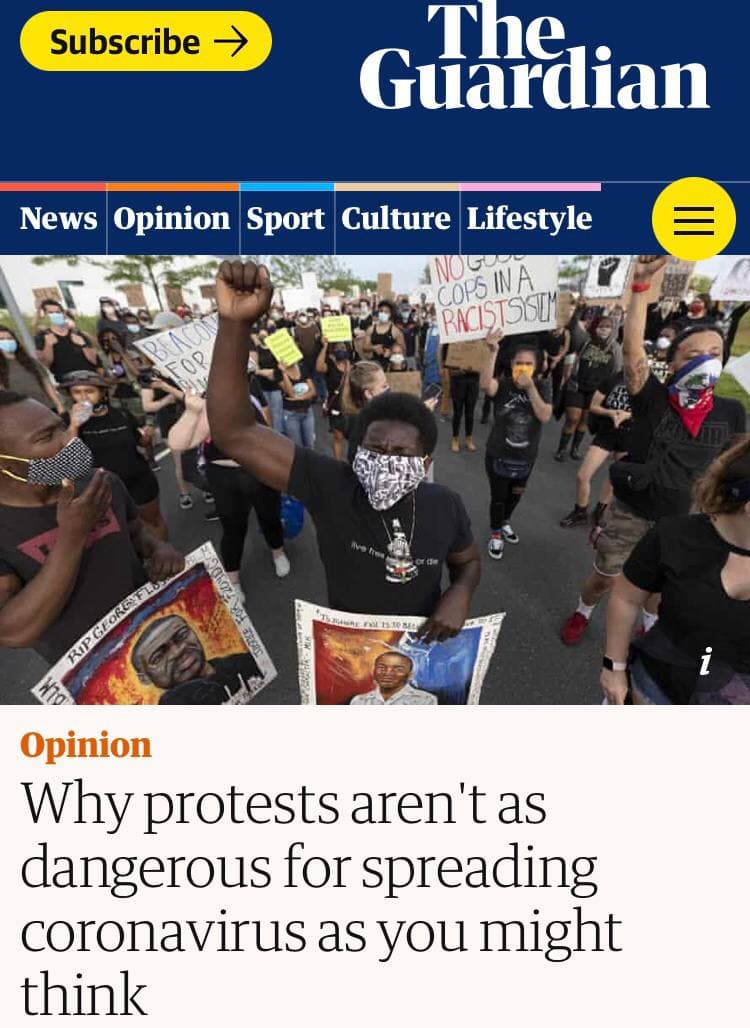 Subscribe →
The
Guardian
News Opinion Sport Culture Lifestyle
NO GOOD
COPS IN A
RACIST SYSTEM
BEACON
FOR
live free or die
RIP GEORGE FLOYD
i
Opinion
Why protests aren't as
dangerous for spreading
coronavirus as you might
think